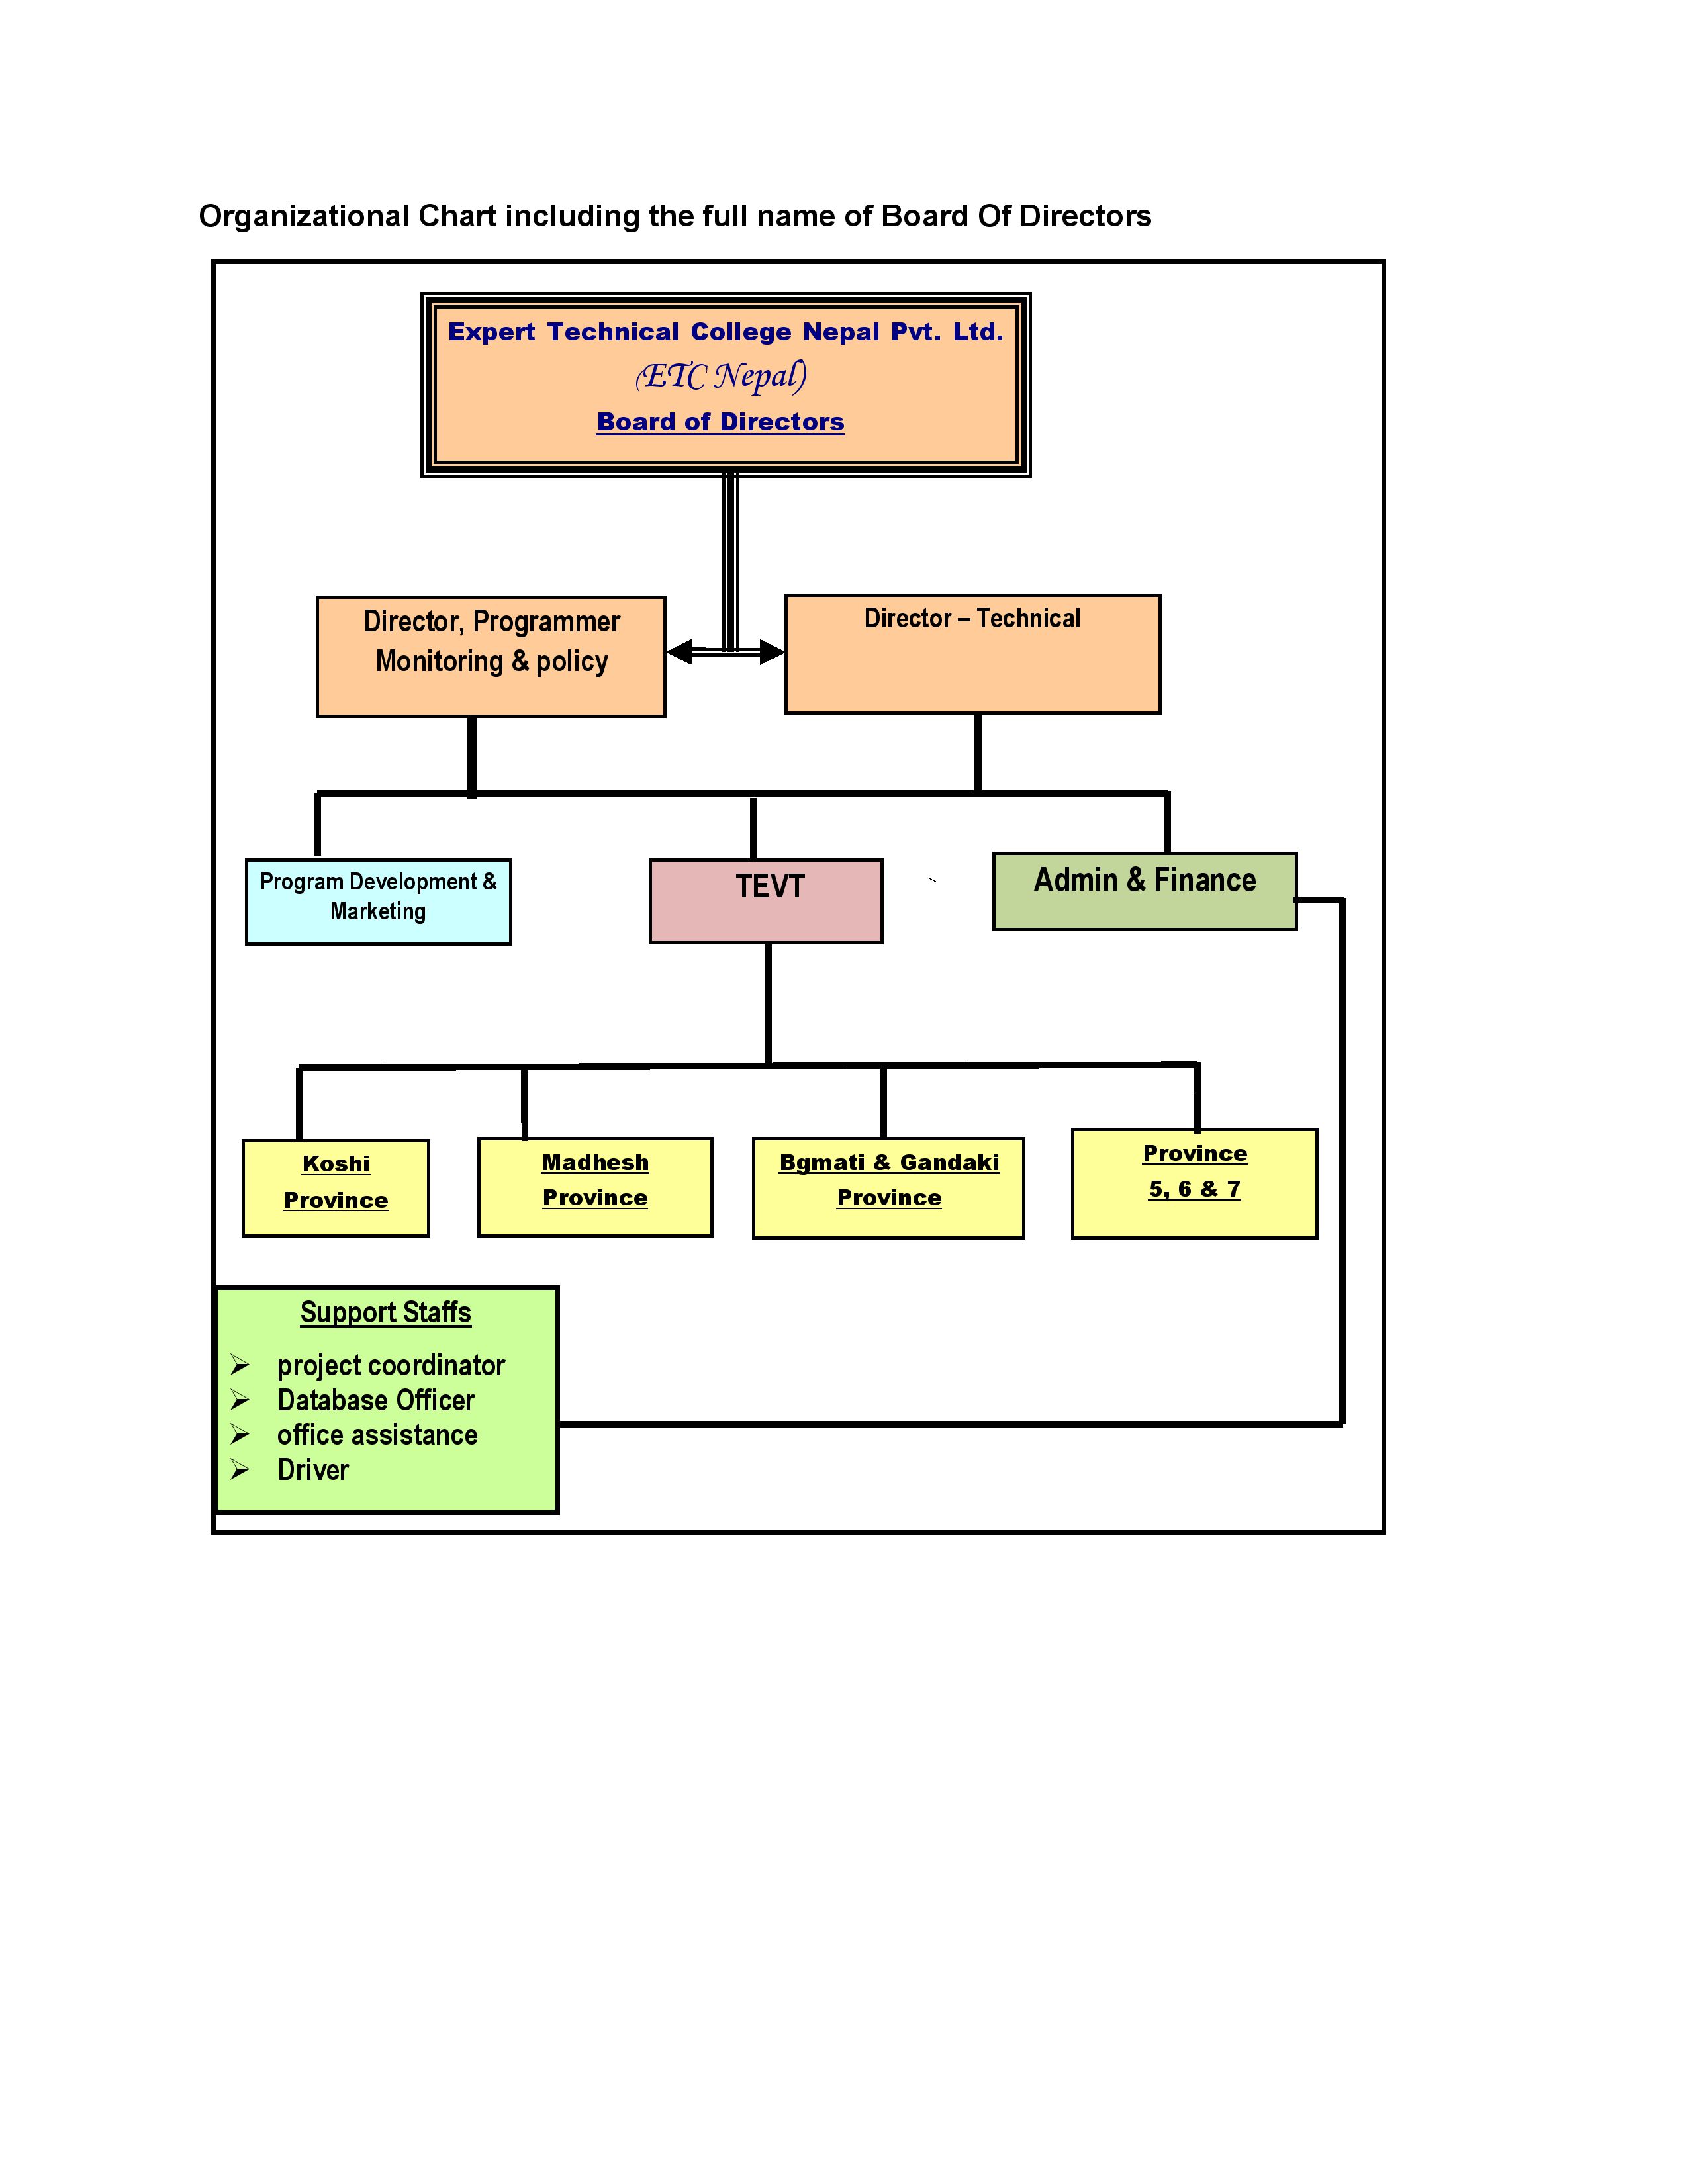 Organizational Chart including the full name of Board Of Directors
Expert Technical College Nepal Pvt. Ltd.
(ETC Nepal)
Board of Directors
Director, Programmer
Monitoring & policy
Director – Technical
Program Development &
Marketing
TEVT
`
Admin & Finance
Koshi
Province
Madhesh
Province
Bgmati & Gandaki
Province
Province
5, 6 & 7
Support Staffs
➢ project coordinator
➢ Database Officer
➢ office assistance
➢ Driver